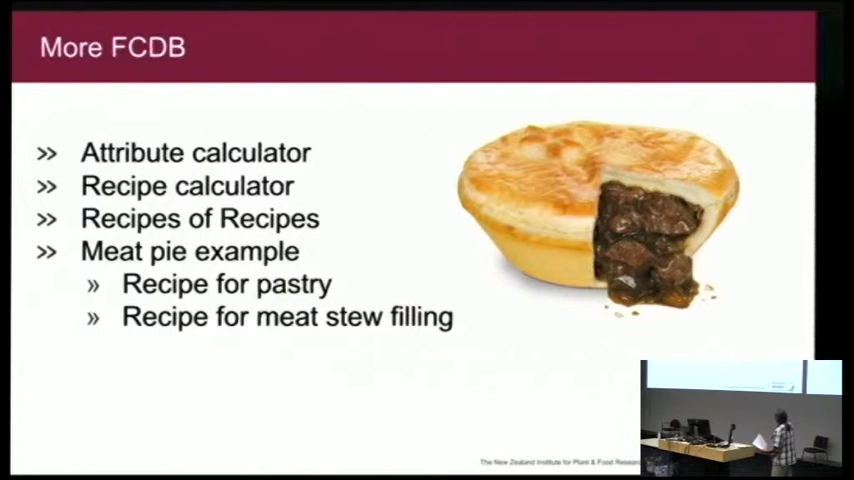 More FCDB
» Attribute calculator
» Recipe calculator
» Recipes of Recipes
» Meat pie example
» Recipe for pastry
» Recipe for meat stew filling
The New Zealand Institute for Plant & Food Resear